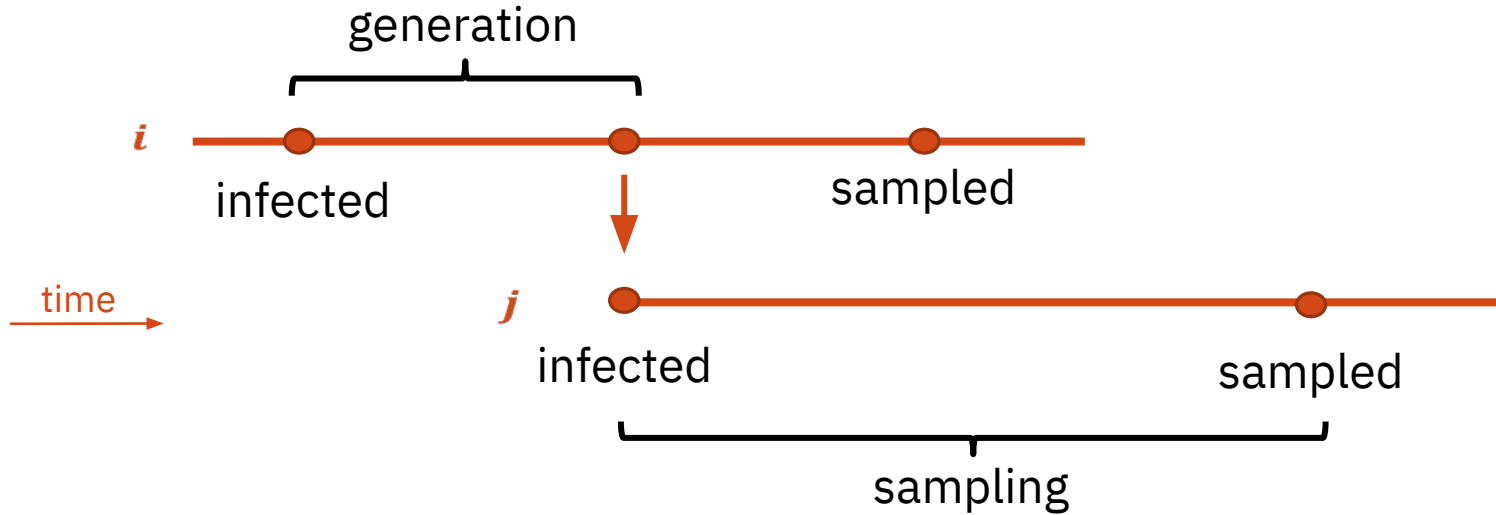 generation
i
infected
sampled
time
j
infected
sampled
sampling